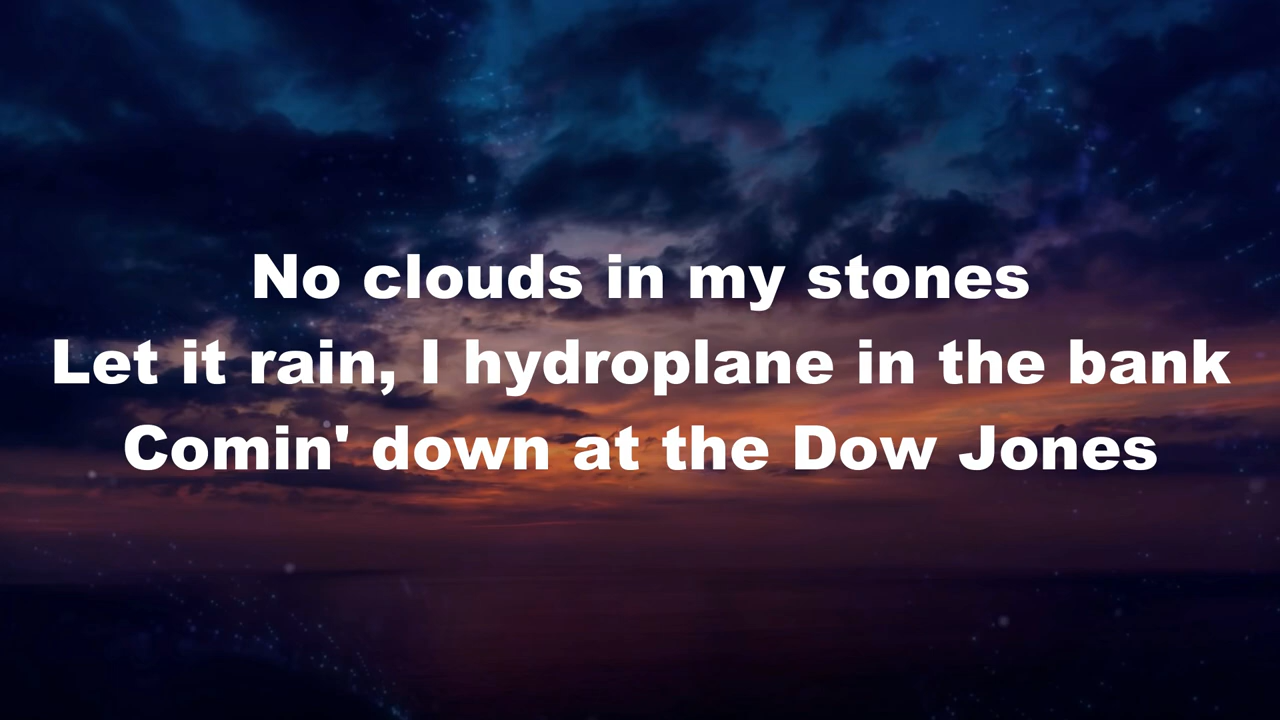 No clouds in my stones
Let it rain, I hydroplane in the bank
Comin' down at the Dow Jones